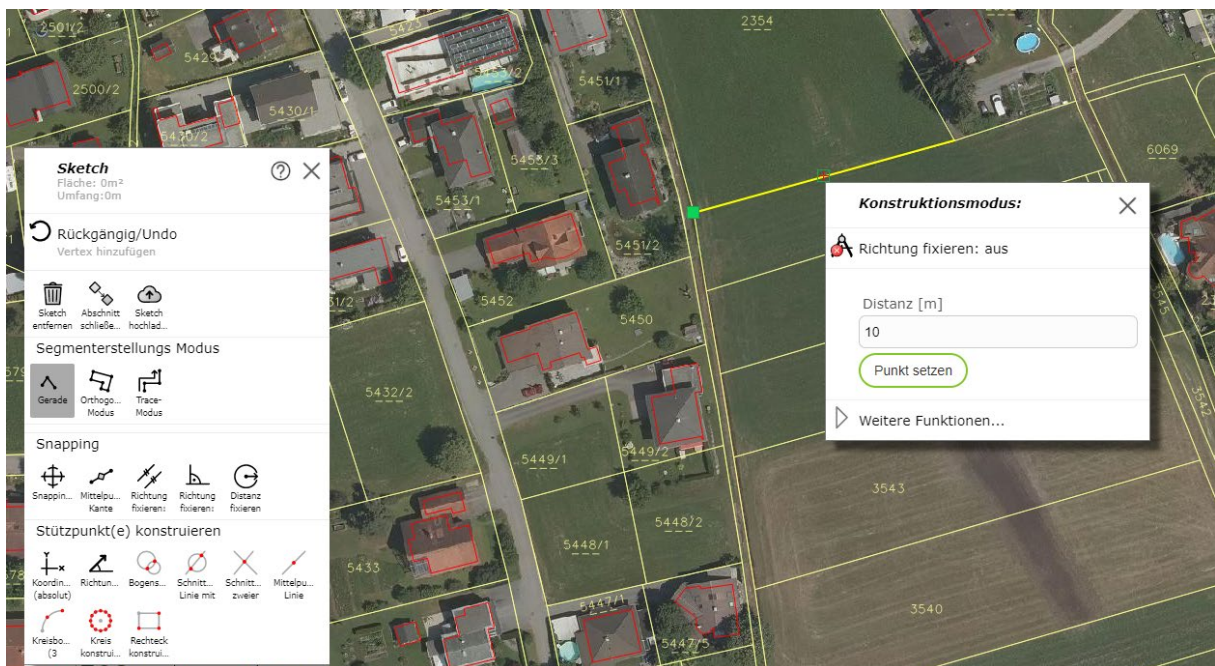 2501/2
5423
2354
5429
5453/2
5451/1
2500/2
5430/1
5430/2
6069
5453/3
5453/1
5451/2
5452
5450
5432/2
5449/1
5449/2
3543
3542
5448/2
5448/1
5433
5447/1
3540
5447/5
Sketch
Fläche: 0m²
Umfang:0m
Rückgängig/Undo
Vertex hinzufügen
Sketch entfernen
Abschnitt schließe...
Sketch hochlad...
Segmenterstellungs Modus
Gerade
Orthogo... Modus
Trace-Modus
Snapping
Snappin...
Mittelpu... Kante
Richtung fixieren:
Richtung fixieren:
Distanz fixieren
Stützpunkt(e) konstruieren
Koordin... (absolut)
Richtun...
Bogens...
Schnitt... Linie mit
Schnitt... zweier
Mittelpu... Linie
Kreisbo... (3
Kreis konstrui...
Rechteck konstrui...
Konstruktionsmodus:
Richtung fixieren: aus
Distanz [m]
10
Punkt setzen
Weitere Funktionen...